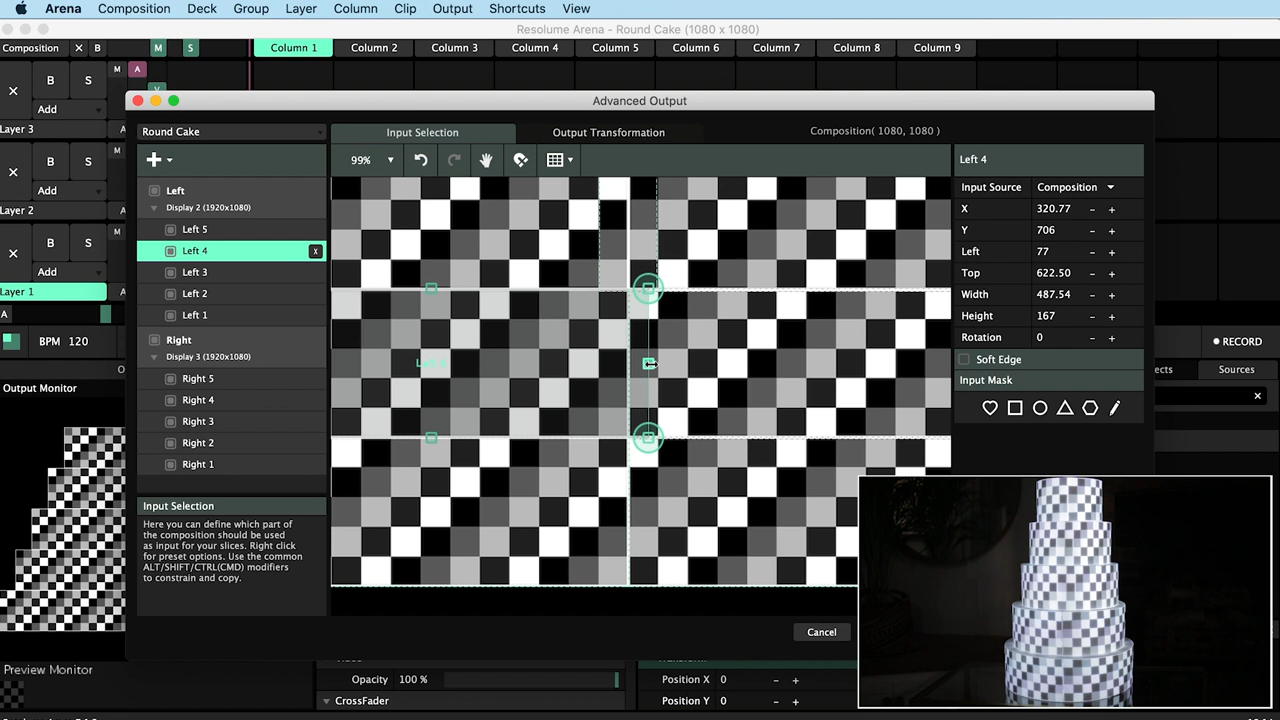 Arena Composition Deck Group Layer Column Clip Output Shortcuts View
Resolume Arena - Round Cake (1080 x 1080)
Composition X B M S Column 1 Column 2 Column 3 Column 4 Column 5 Column 6 Column 7 Column 8 Column 9
B S M A
Add
Layer 3 A
B S M
Add
Layer 2 A
B S M
Add
Layer 1 A
A
BPM 120
RECORD
Sources
Output Monitor
Preview Monitor
Advanced Output
Round Cake
Input Selection Output Transformation Composition( 1080, 1080 )
99%
Left
Display 2 (1920x1080)
Left 5
Left 4 X
Left 3
Left 2
Left 1
Right
Display 3 (1920x1080)
Right 5
Right 4
Right 3
Right 2
Right 1
Input Selection
Here you can define which part of
the composition should be used
as input for your slices. Right click
for preset options. Use the common
ALT/SHIFT/CTRL(CMD) modifiers
to constrain and copy.
Left 4
Input Source Composition
X 320.77 - +
Y 706 - +
Left 77 - +
Top 622.50 - +
Width 487.54 - +
Height 167 - +
Rotation 0 - +
Soft Edge
Input Mask
Cancel
Opacity 100 %
CrossFader
Position X 0 - +
Position Y 0 - +